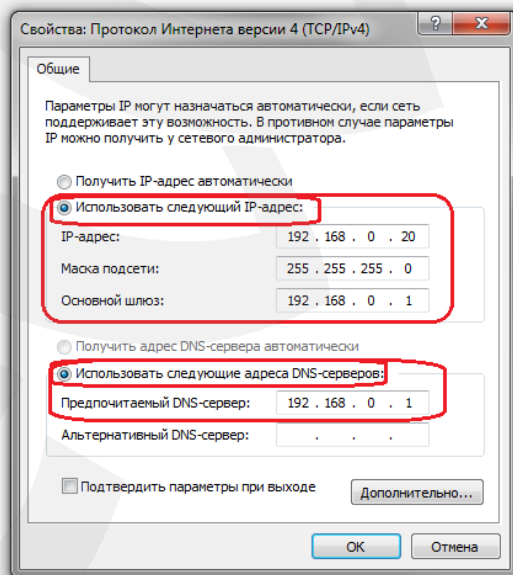 Свойства: Протокол Интернета версии 4 (TCP/IPv4)
Общие
Параметры IP могут назначаться автоматически, если сеть
поддерживает эту возможность. В противном случае параметры
IP можно получить у сетевого администратора.
Получить IP-адрес автоматически
Использовать следующий IP-адрес:
IP-адрес: 192 . 168 . 0 . 20
Маска подсети: 255 . 255 . 255 . 0
Основной шлюз: 192 . 168 . 0 . 1
Получить адрес DNS-сервера автоматически
Использовать следующие адреса DNS-серверов:
Предпочитаемый DNS-сервер: 192 . 168 . 0 . 1
Альтернативный DNS-сервер: . . .
Подтвердить параметры при выходе
Дополнительно...
ОК Отмена